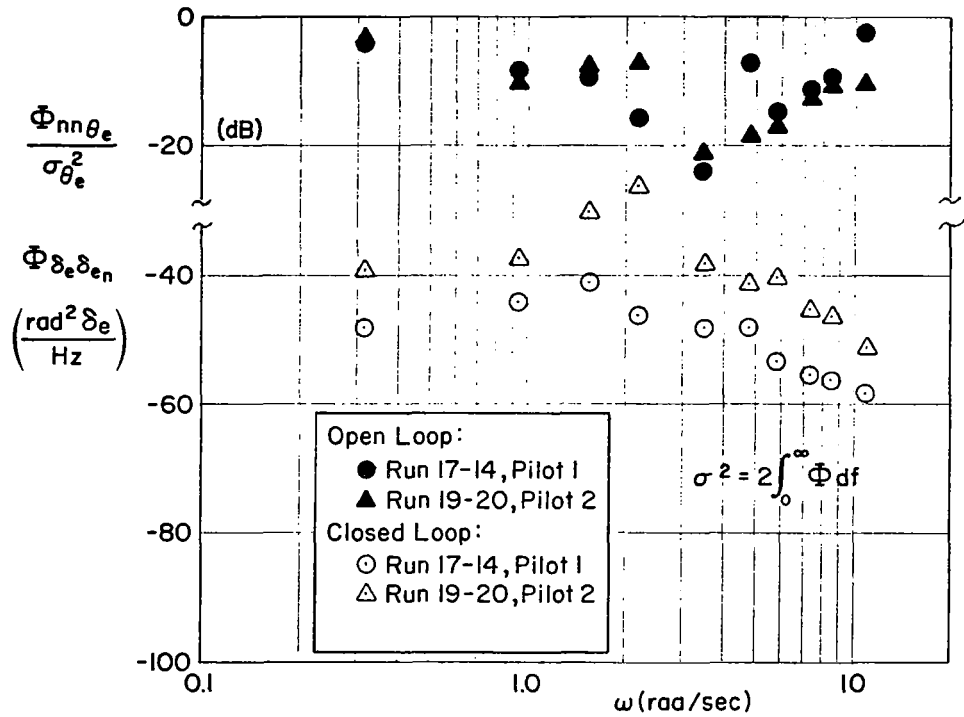 0
Φnnθe
σ²θe
(dB)
-20
Φδeδen
(rad² δe / Hz)
-40
-60
-80
-100
Open Loop:
● Run 17-14, Pilot 1
▲ Run 19-20, Pilot 2
Closed Loop:
⊙ Run 17-14, Pilot 1
△ Run 19-20, Pilot 2
σ² = 2∫₀^∞ Φ df
0.1 1.0 10
ω (rad/sec)